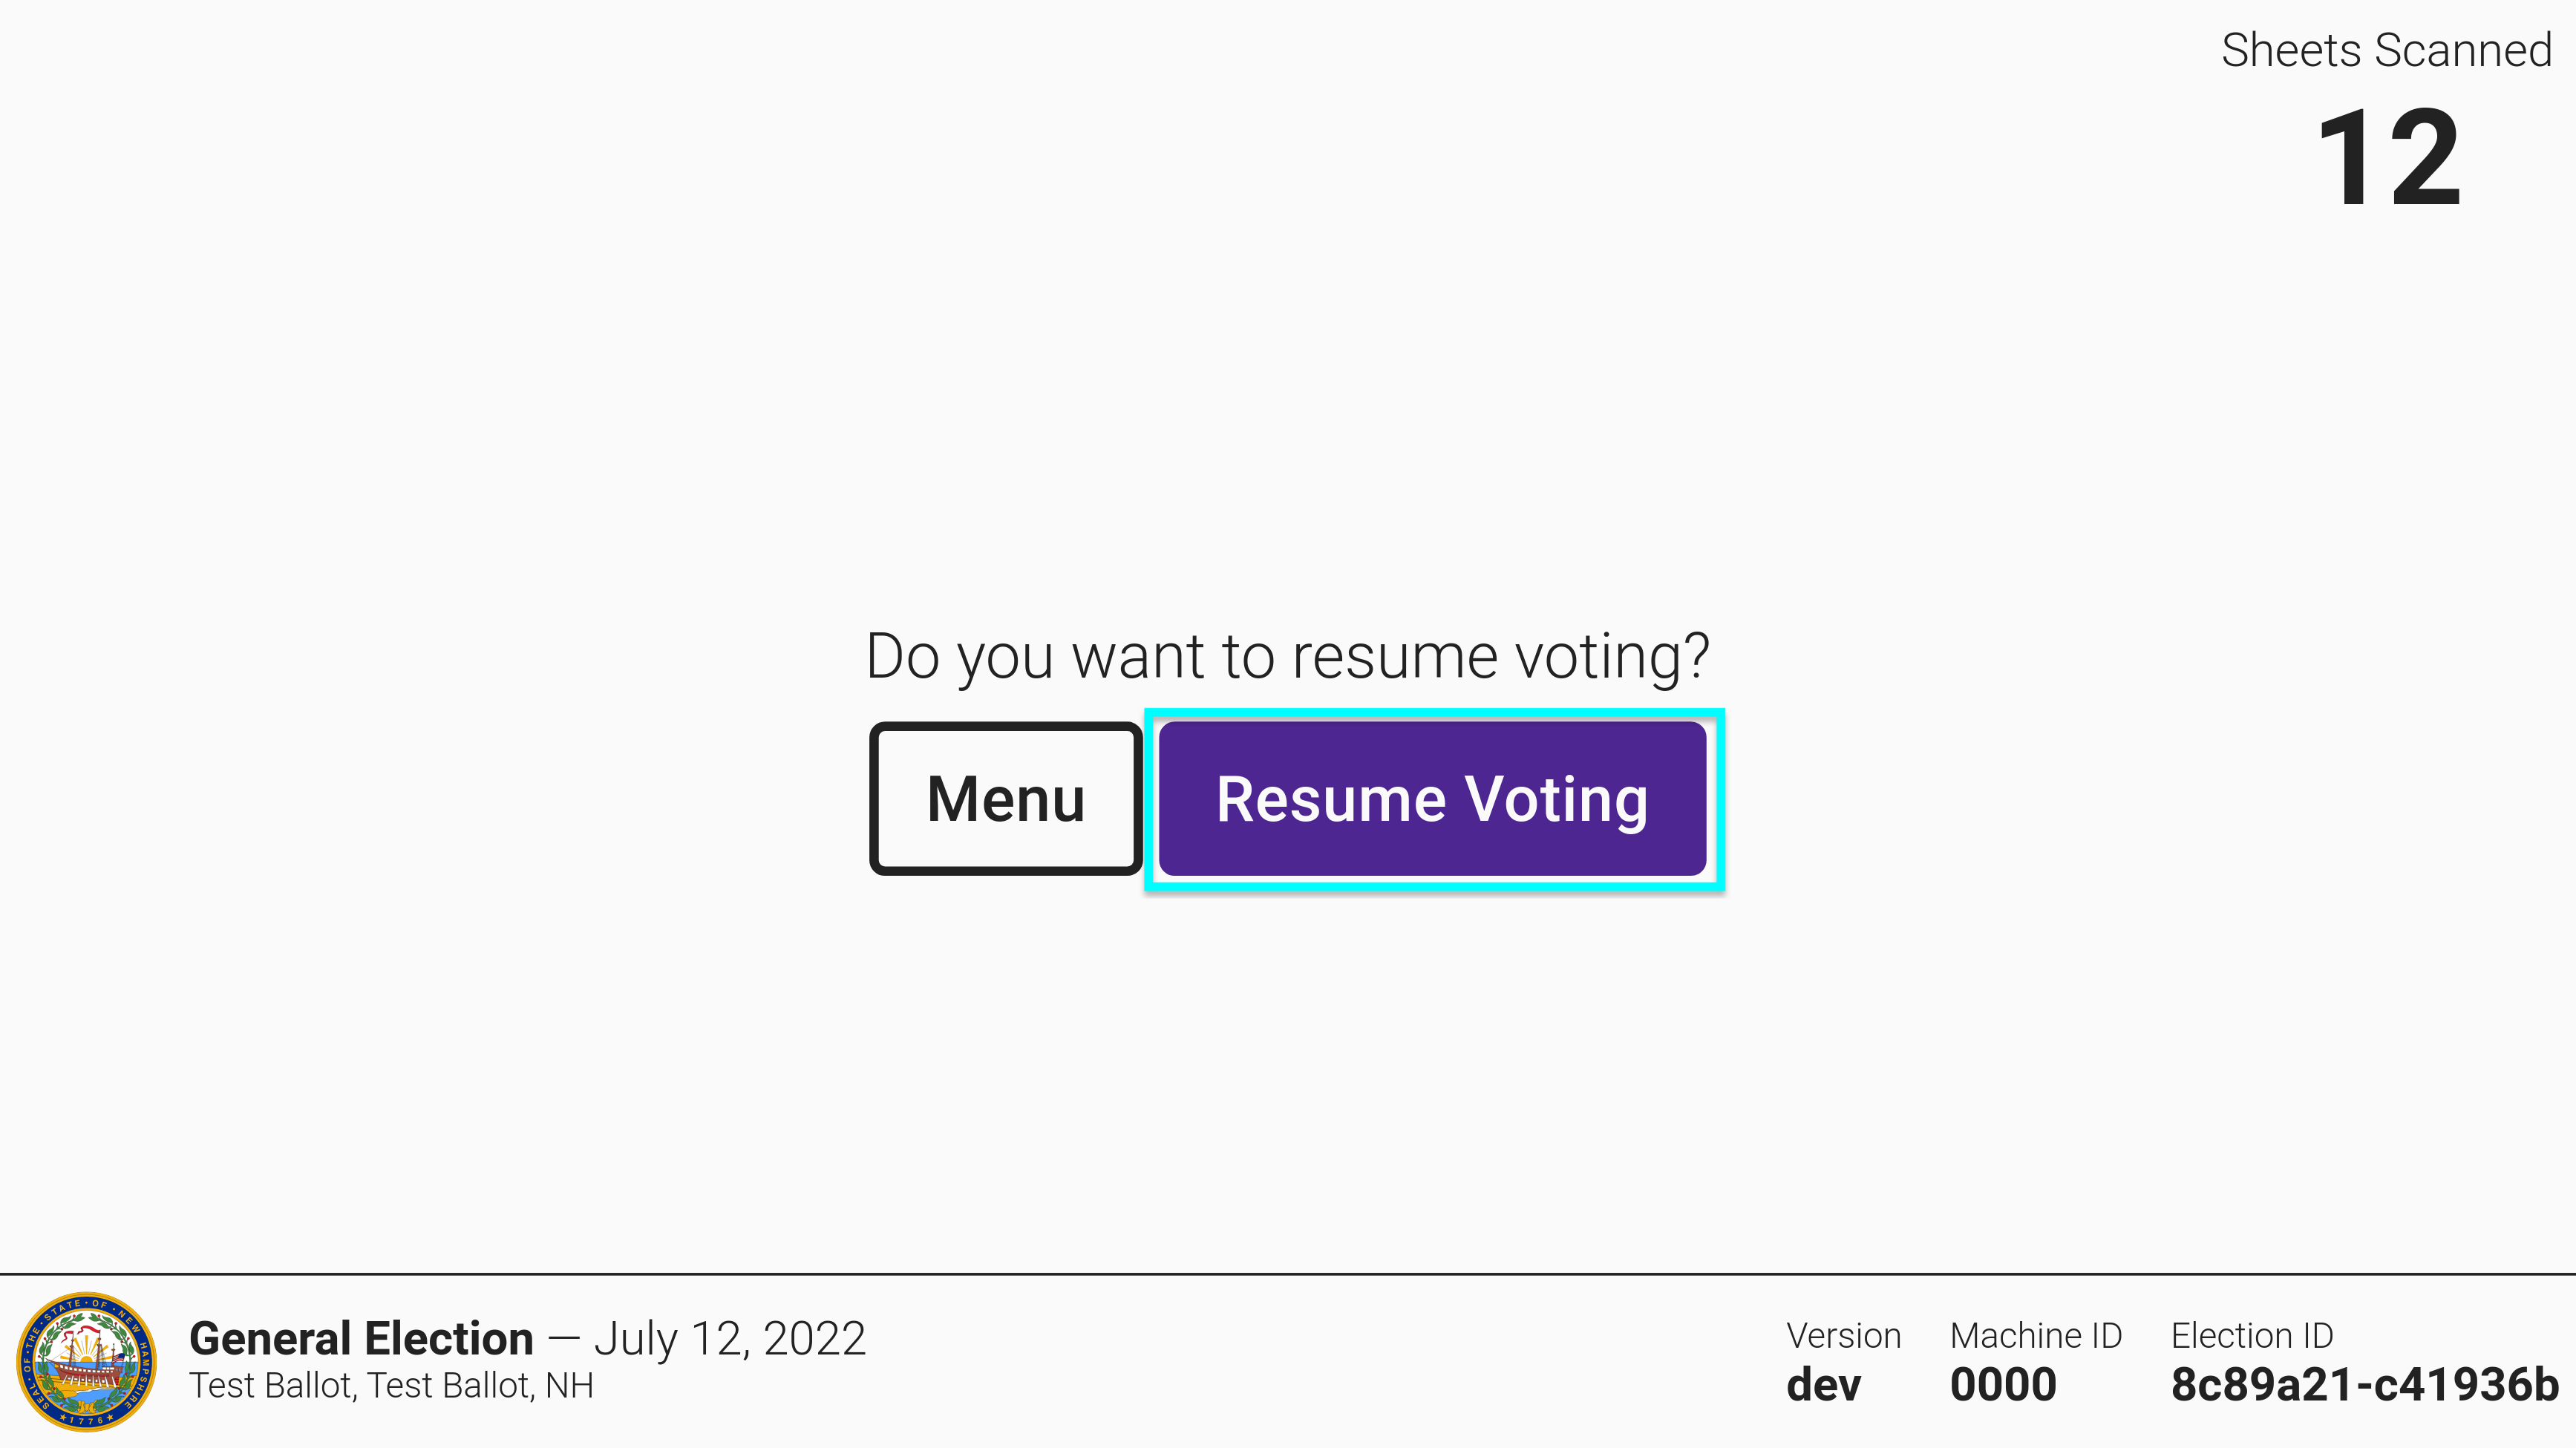 Sheets Scanned
12
Do you want to resume voting?
Menu
Resume Voting
SEAL · OF · THE · STATE · OF · NEW HAMPSHIRE
1776
General Election — July 12, 2022
Test Ballot, Test Ballot, NH
Version
dev
Machine ID
0000
Election ID
8c89a21-c41936b